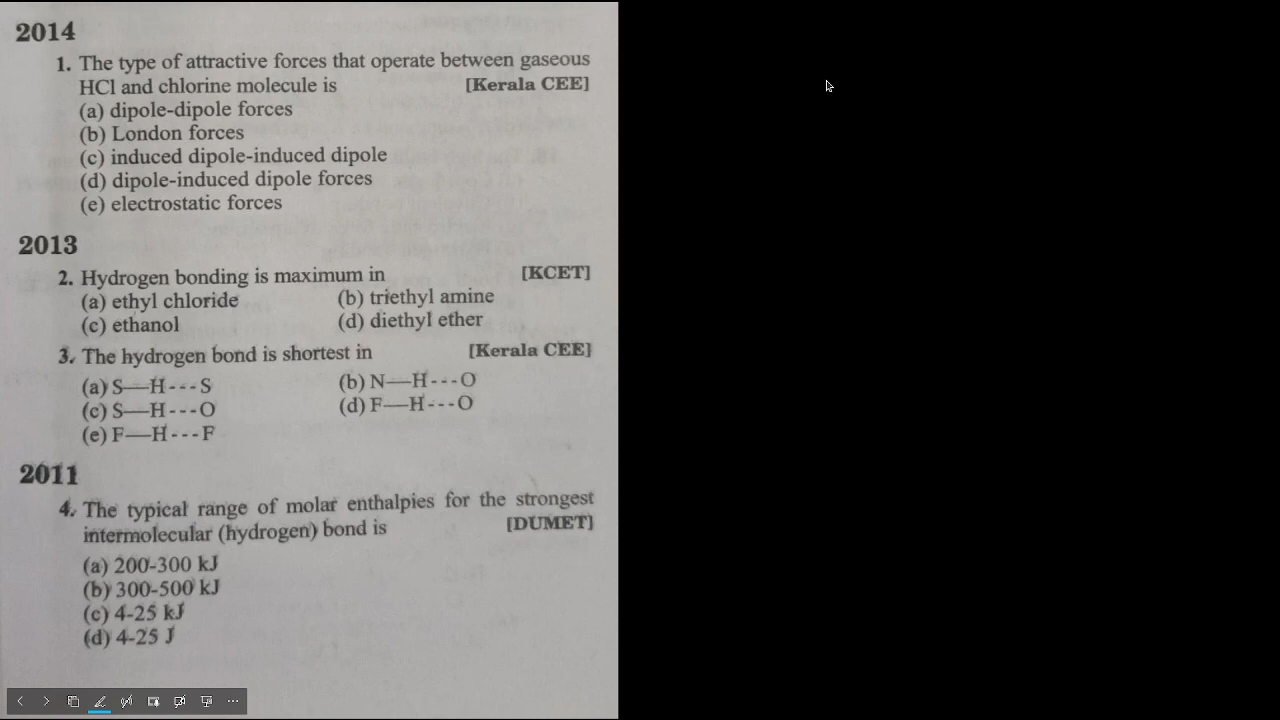 2014
1. The type of attractive forces that operate between gaseous
HCl and chlorine molecule is [Kerala CEE]
(a) dipole-dipole forces
(b) London forces
(c) induced dipole-induced dipole
(d) dipole-induced dipole forces
(e) electrostatic forces
2013
2. Hydrogen bonding is maximum in [KCET]
(a) ethyl chloride (b) triethyl amine
(c) ethanol (d) diethyl ether
3. The hydrogen bond is shortest in [Kerala CEE]
(a) S—H---S (b) N—H---O
(c) S—H---O (d) F—H---O
(e) F—H---F
2011
4. The typical range of molar enthalpies for the strongest
intermolecular (hydrogen) bond is [DUMET]
(a) 200-300 kJ
(b) 300-500 kJ
(c) 4-25 kJ
(d) 4-25 J